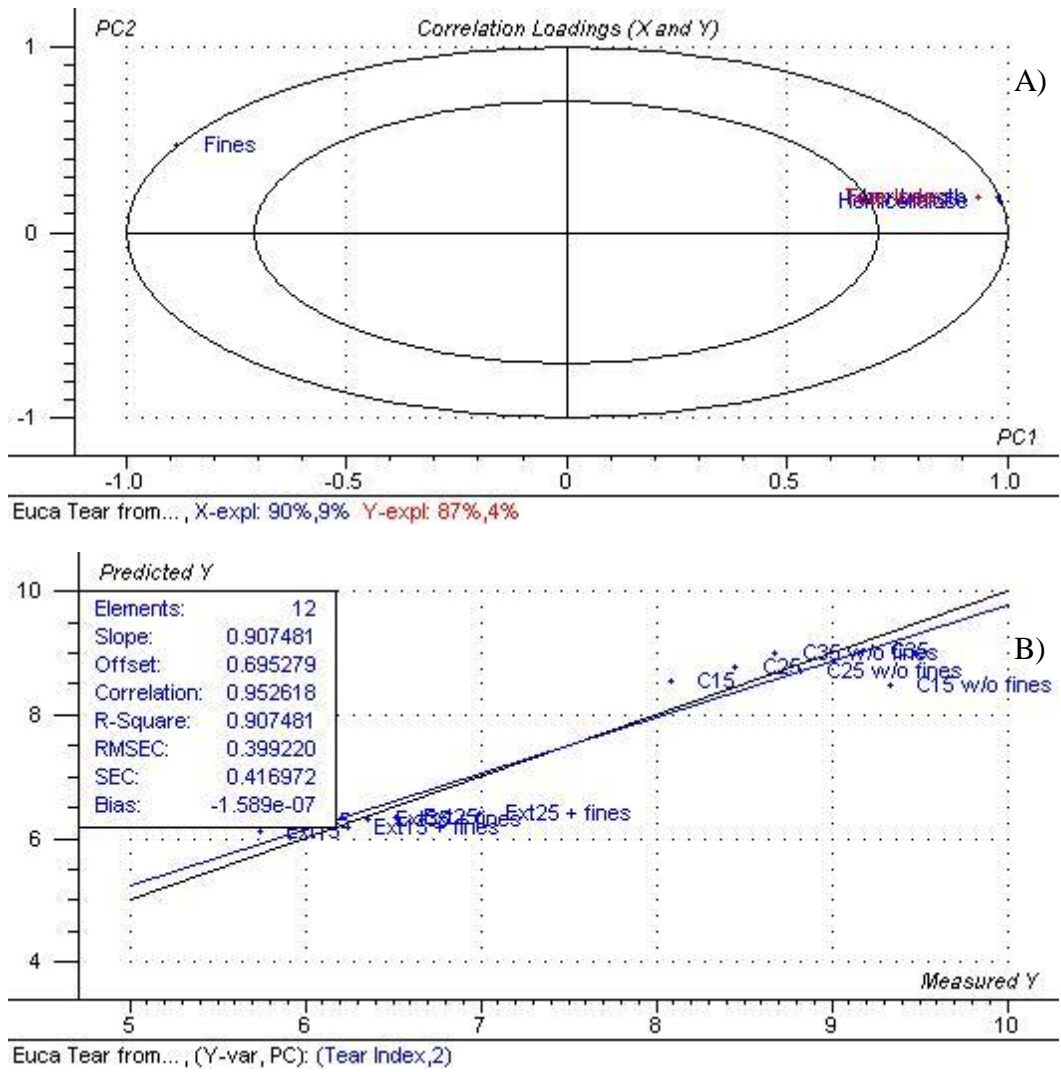 PC2 Correlation Loadings (X and Y)
A)
1
Fines
Hemicellulose
0
-1
PC1
-1.0 -0.5 0 0.5 1.0
Euca Tear from..., X-expl: 90%,9% Y-expl: 87%,4%
Predicted Y
10
Elements: 12
Slope: 0.907481
Offset: 0.695279
Correlation: 0.952618
R-Square: 0.907481
RMSEC: 0.399220
SEC: 0.416972
Bias: -1.589e-07
B)
C35 w/o fines
C15 C25 C25 w/o fines
C15 w/o fines
8
Ext25 + fines
Ext15 + fines
6
4
Measured Y
5 6 7 8 9 10
Euca Tear from..., (Y-var, PC): (Tear Index,2)